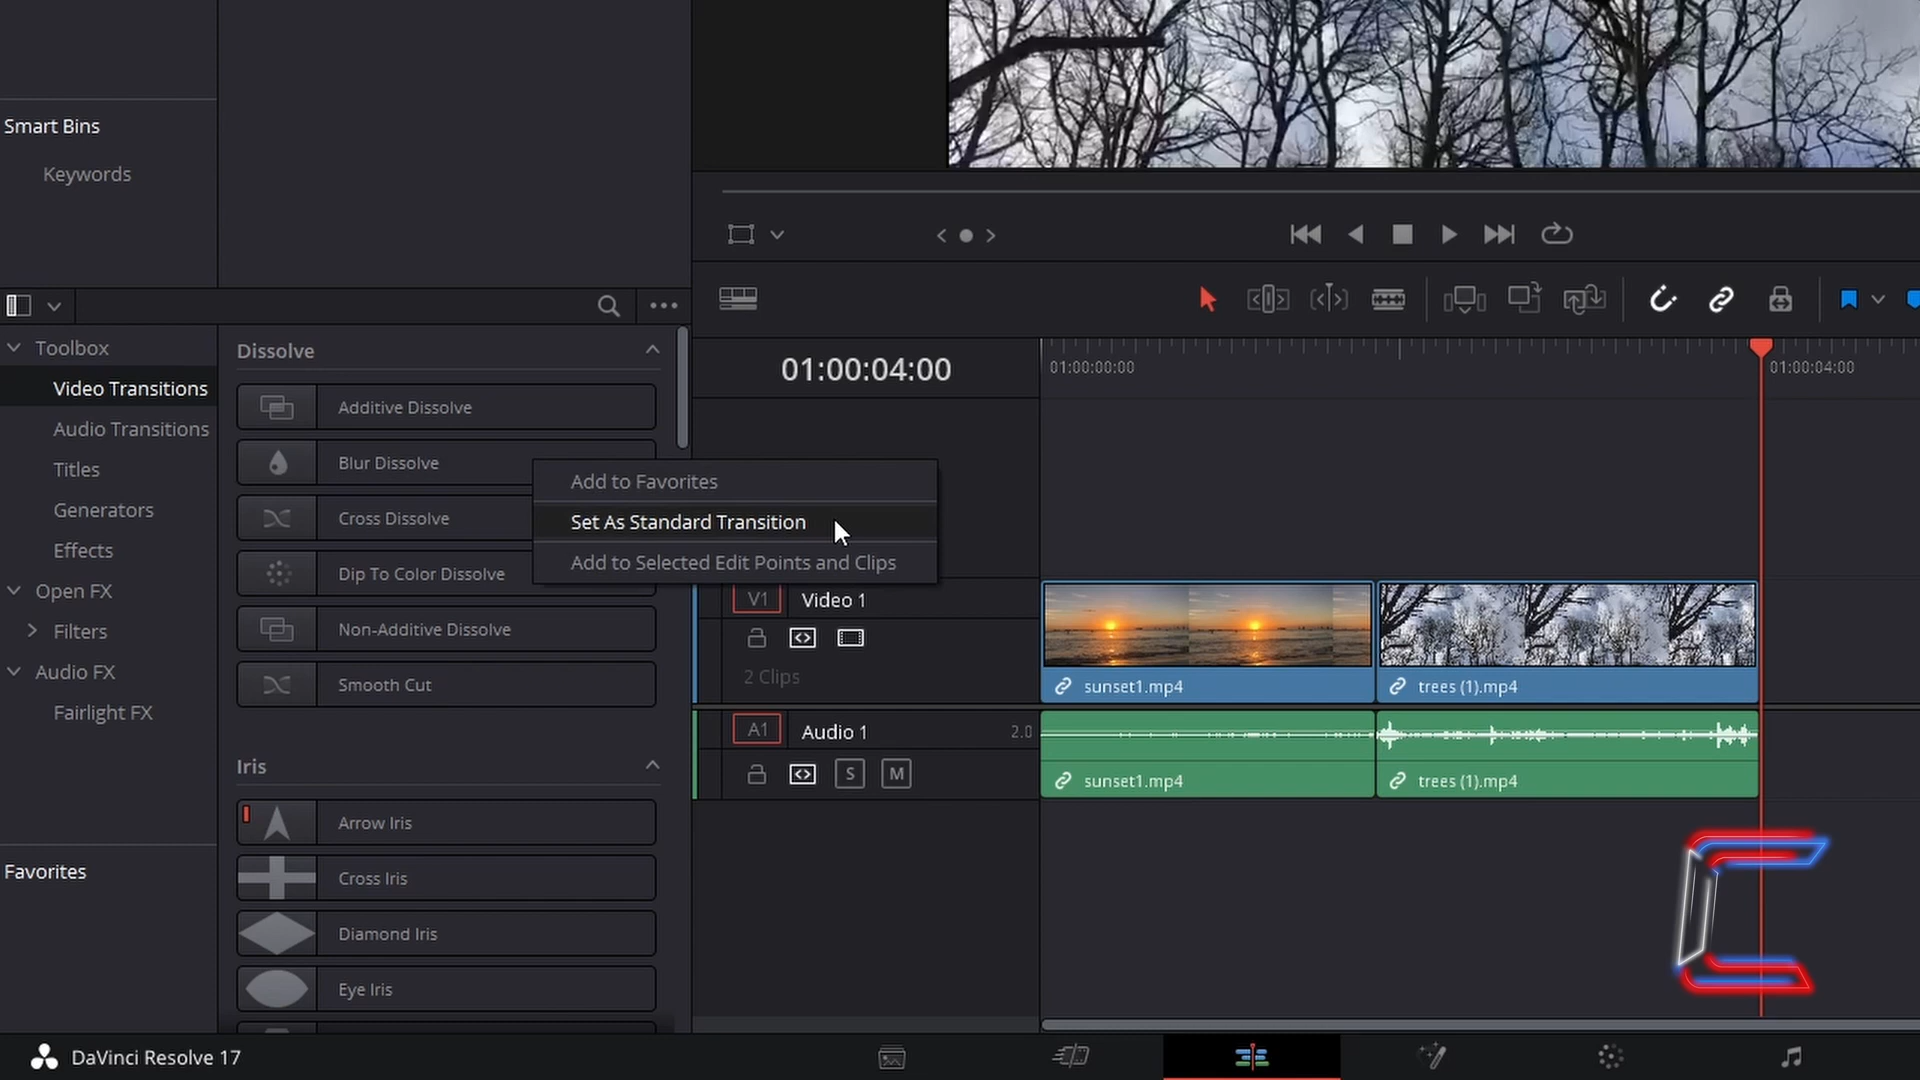 Smart Bins
Keywords
Toolbox
Video Transitions
Audio Transitions
Titles
Generators
Effects
Open FX
Filters
Audio FX
Fairlight FX
Favorites
Dissolve
Additive Dissolve
Blur Dissolve
Cross Dissolve
Dip To Color Dissolve
Non-Additive Dissolve
Smooth Cut
Iris
Arrow Iris
Cross Iris
Diamond Iris
Eye Iris
Add to Favorites
Set As Standard Transition
Add to Selected Edit Points and Clips
01:00:04:00
01:00:00:00
01:00:04:00
V1 Video 1
2 Clips
sunset1.mp4
trees (1).mp4
A1 Audio 1 2.0
S M
sunset1.mp4
trees (1).mp4
DaVinci Resolve 17